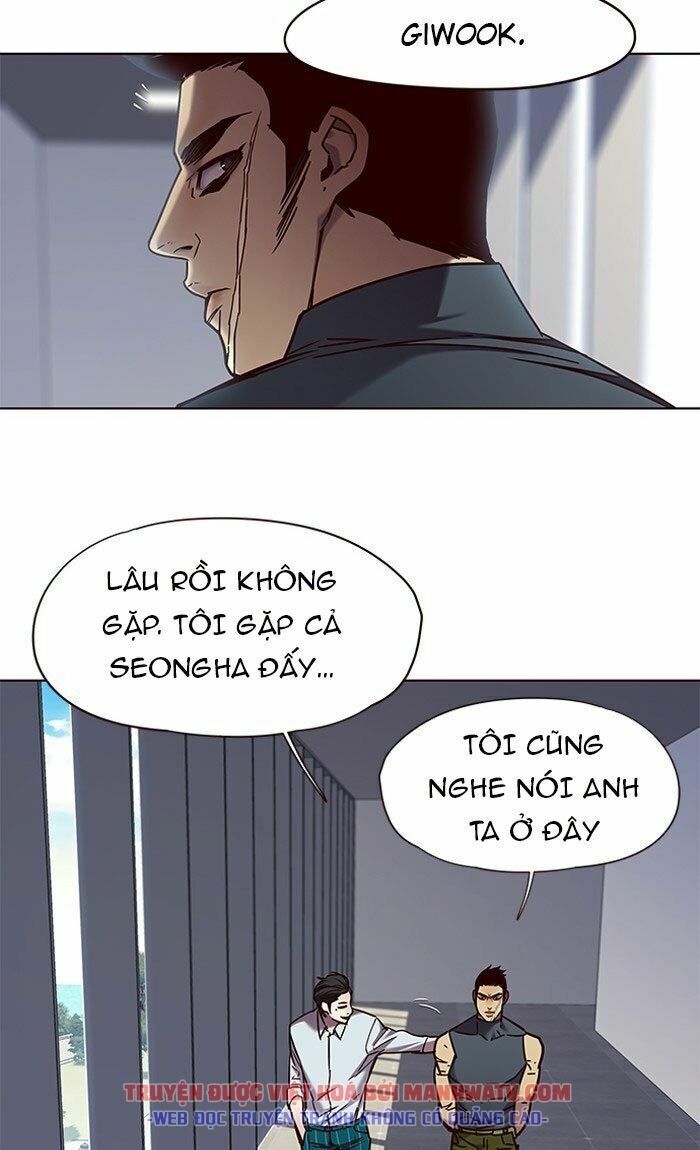 GIWOOK.
LÂU RỒI KHÔNG
GẶP. TÔI GẶP CẢ
SEONGHA ĐẤY...
TÔI CŨNG
NGHE NÓI ANH
TA Ở ĐÂY
TRUYỆN ĐƯỢC VIỆT HOÁ BỞI MANHWATV.COM
-WEB ĐỌC TRUYỆN TRANH KHÔNG CÓ QUẢNG CÁO-